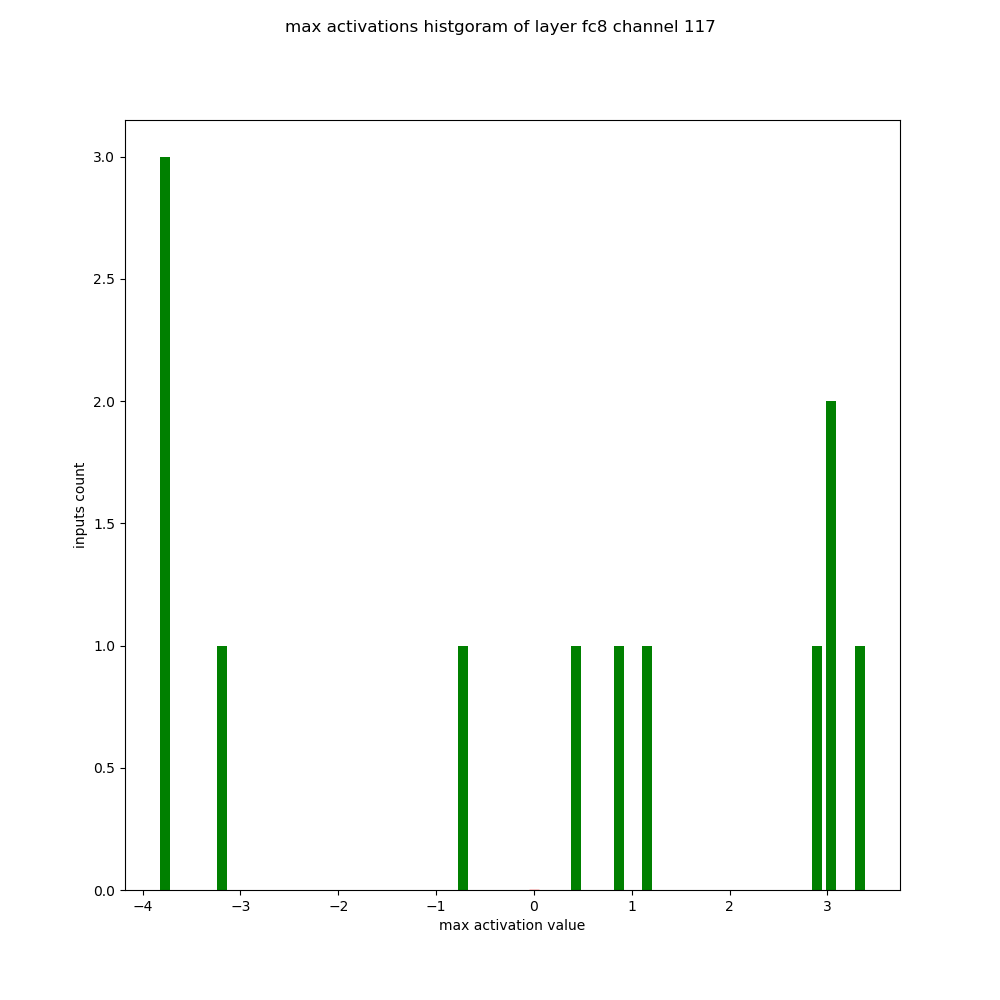 max activations histgoram of layer fc8 channel 117
3.0
2.5
2.0
1.5
1.0
0.5
0.0
inputs count
−4 −3 −2 −1 0 1 2 3
max activation value